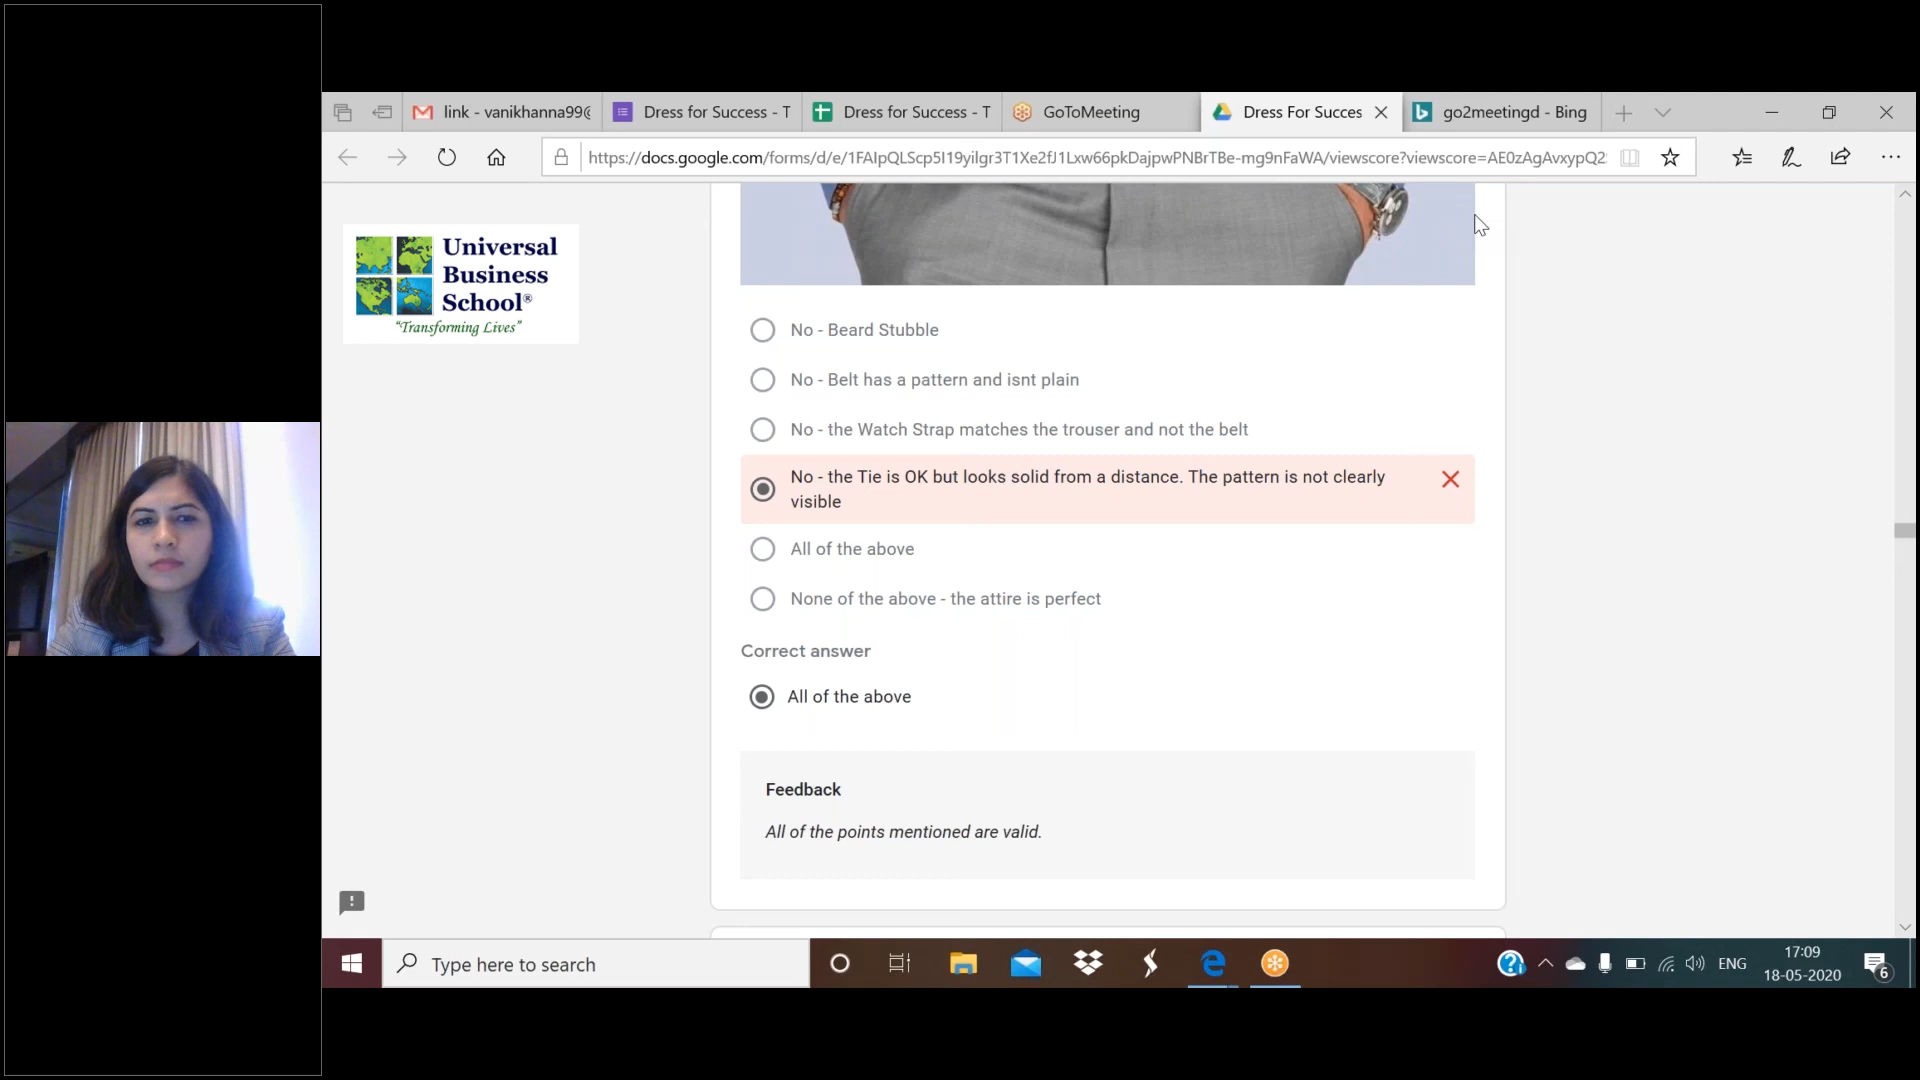 link - vanikhanna99@
Dress for Success - T
Dress for Success - T
GoToMeeting
Dress For Succes
go2meetingd - Bing
https://docs.google.com/forms/d/e/1FAIpQLScp5I19yiIgr3T1Xe2fJ1Lxw66pkDajpwPNBrTBe-mg9nFaWA/viewscore?viewscore=AE0zAgAvxypQ2
Universal
Business
School®
"Transforming Lives"
No - Beard Stubble
No - Belt has a pattern and isnt plain
No - the Watch Strap matches the trouser and not the belt
No - the Tie is OK but looks solid from a distance. The pattern is not clearly
visible
All of the above
None of the above - the attire is perfect
Correct answer
All of the above
Feedback
All of the points mentioned are valid.
Type here to search
ENG
17:09
18-05-2020
6